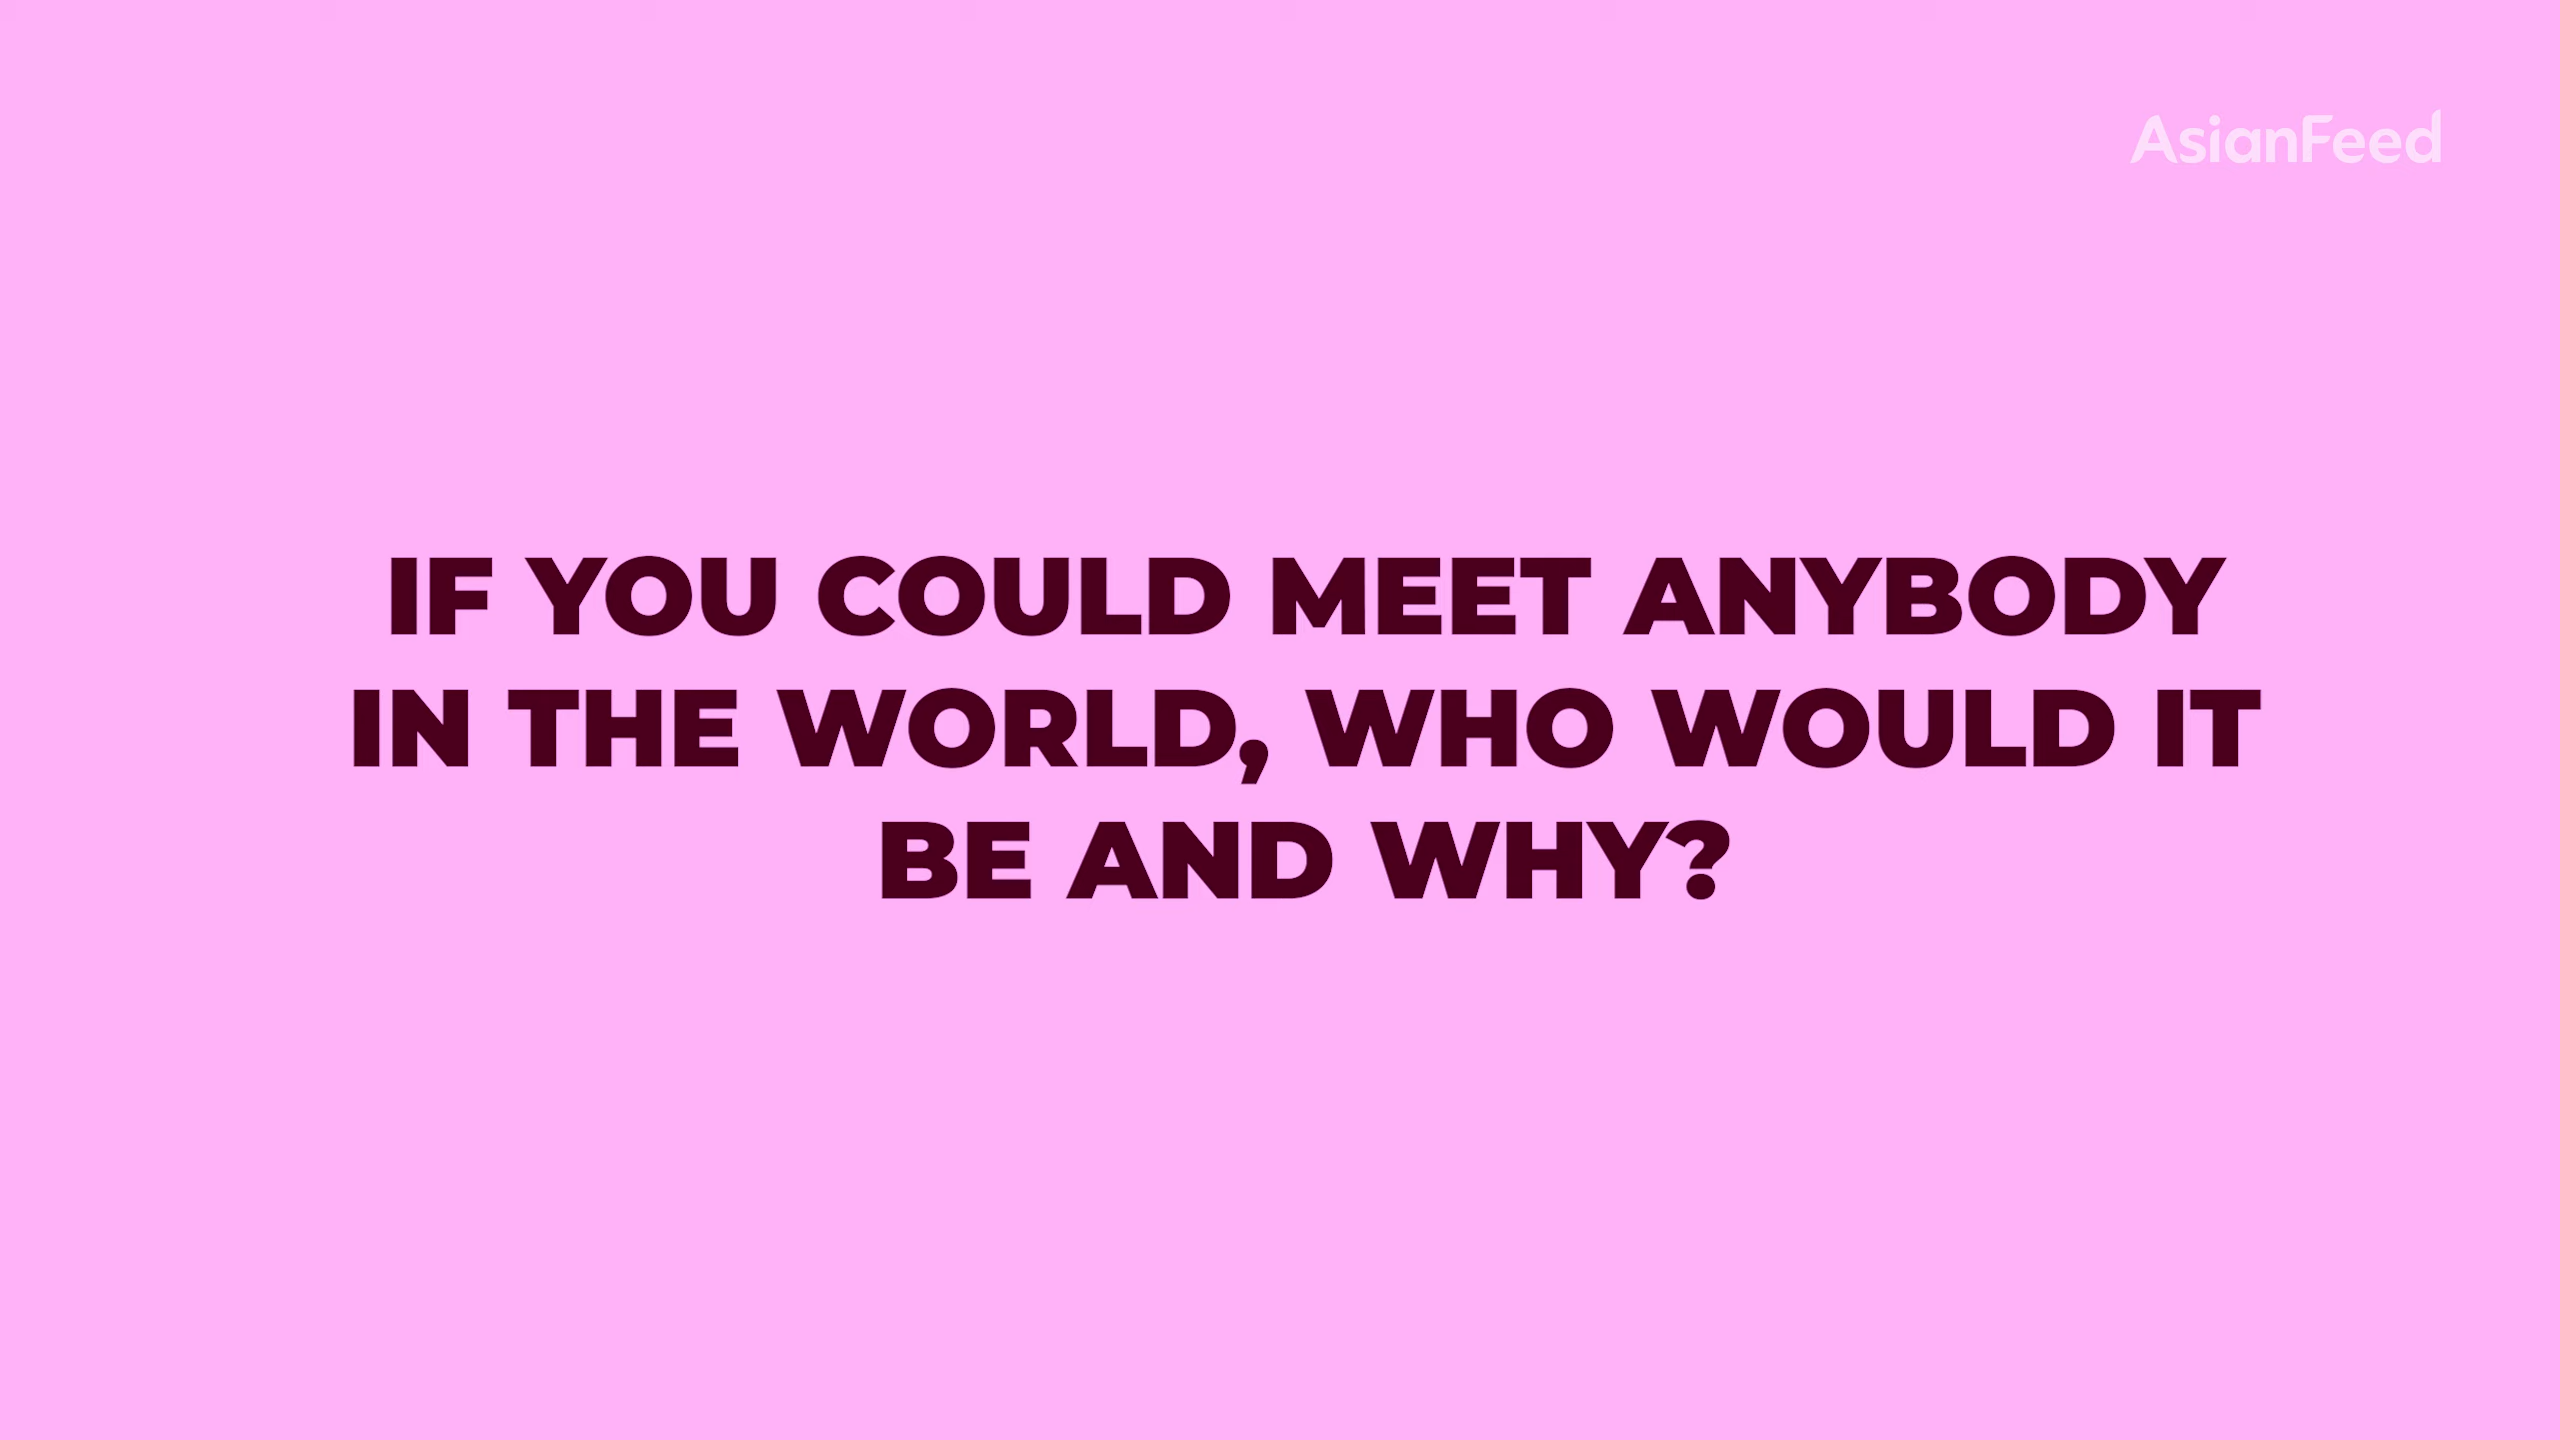 AsianFeed
IF YOU COULD MEET ANYBODY
IN THE WORLD, WHO WOULD IT
BE AND WHY?